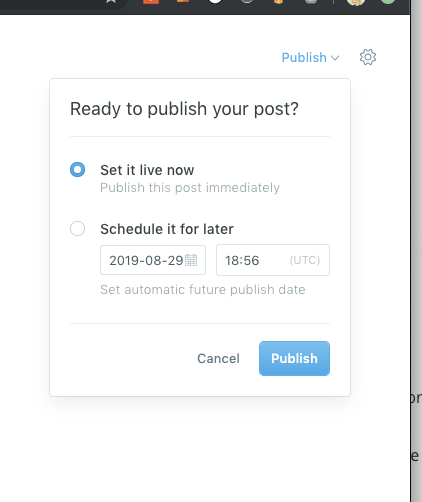 Publish
Ready to publish your post?
Set it live now
Publish this post immediately
Schedule it for later
2019-08-29 18:56 (UTC)
Set automatic future publish date
Cancel Publish
or
e